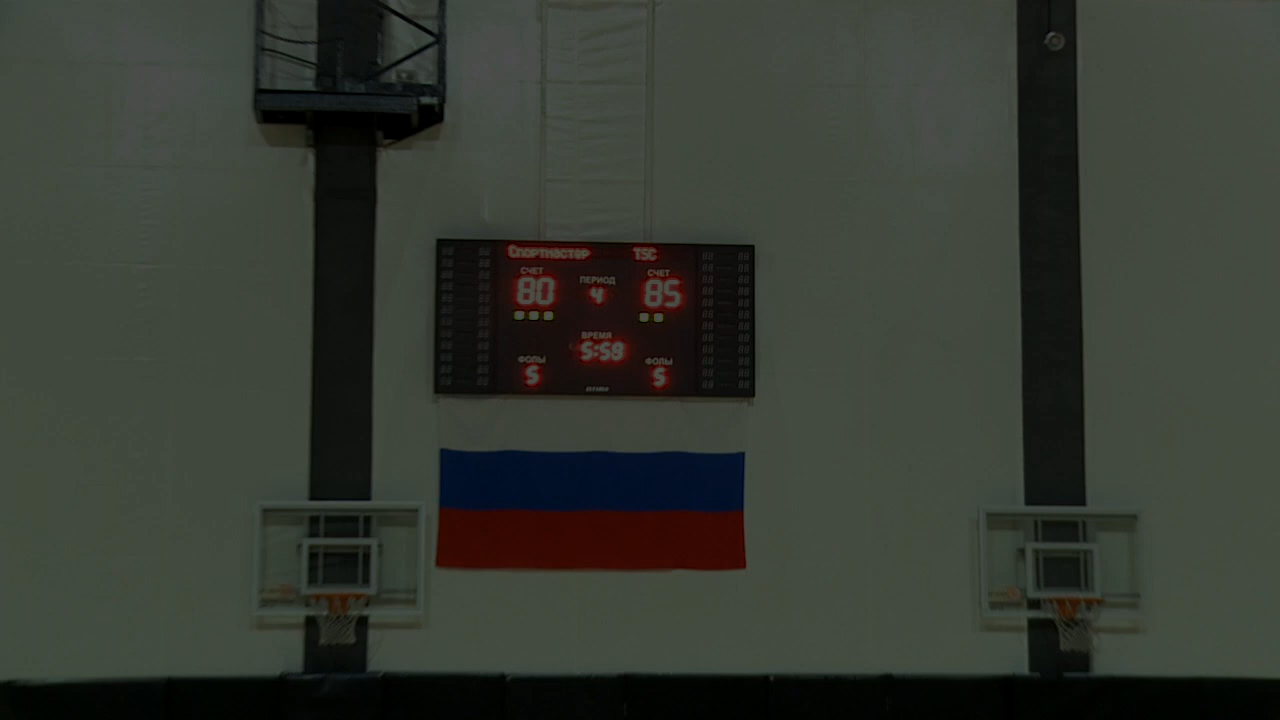 Спортмастер TSC
СЧЕТ ПЕРИОД СЧЕТ
80 4 85
ВРЕМЯ
5:58
ФОЛЫ ФОЛЫ
5 5